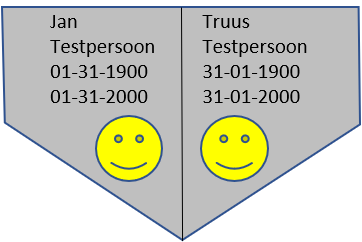 Jan
Testpersoon
01-31-1900
01-31-2000
Truus
Testpersoon
31-01-1900
31-01-2000